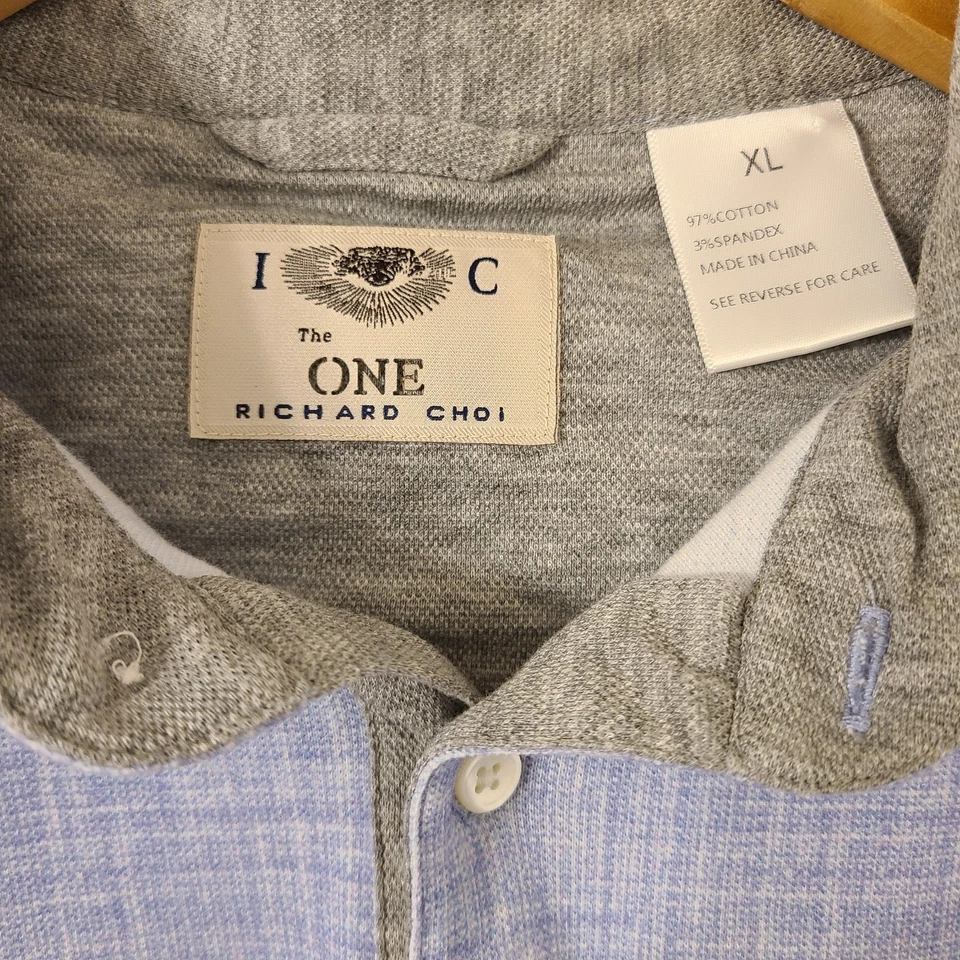 I C
The
ONE
RICHARD CHOI
XL
97%COTTON
3%SPANDEX
MADE IN CHINA
SEE REVERSE FOR CARE